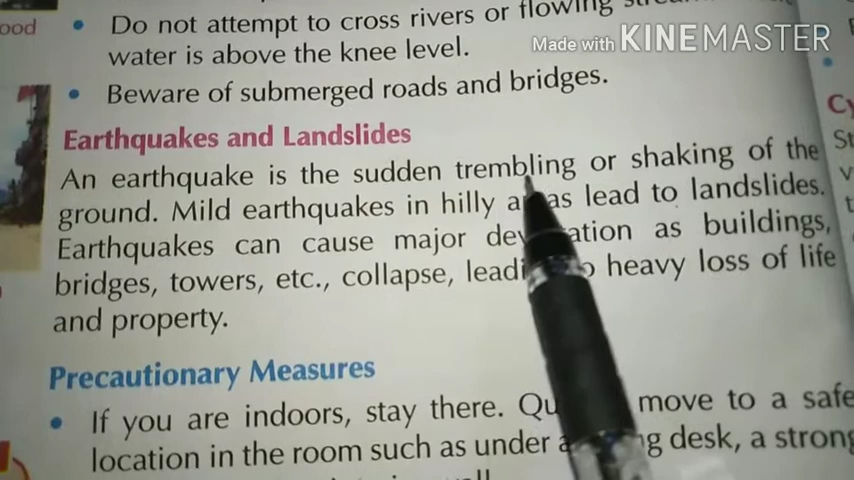 ood
Do not attempt to cross rivers or flowing
water is above the knee level.
Made with KINEMASTER
Beware of submerged roads and bridges.
Earthquakes and Landslides
An earthquake is the sudden trembling or shaking of the
ground. Mild earthquakes in hilly as lead to landslides.
Earthquakes can cause major as buildings,
bridges, towers, etc., collapse, heavy loss of life
and property.
Precautionary Measures
If you are indoors, stay there. move to a safe
location in the room such as under desk, a strong
Cy
St